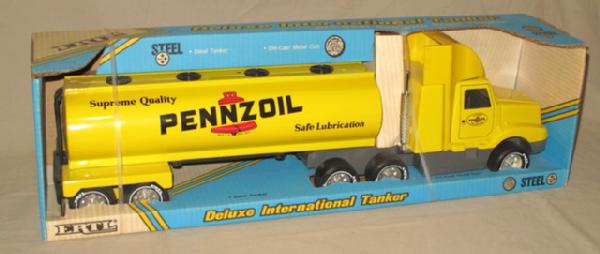 Deluxe International Tanker
STEEL
• Steel Tanker
• Die-Cast Metal Cab
Supreme Quality
PENNZOIL
Safe Lubrication
PENNZOIL
Deluxe International Tanker
STEEL
ERTL